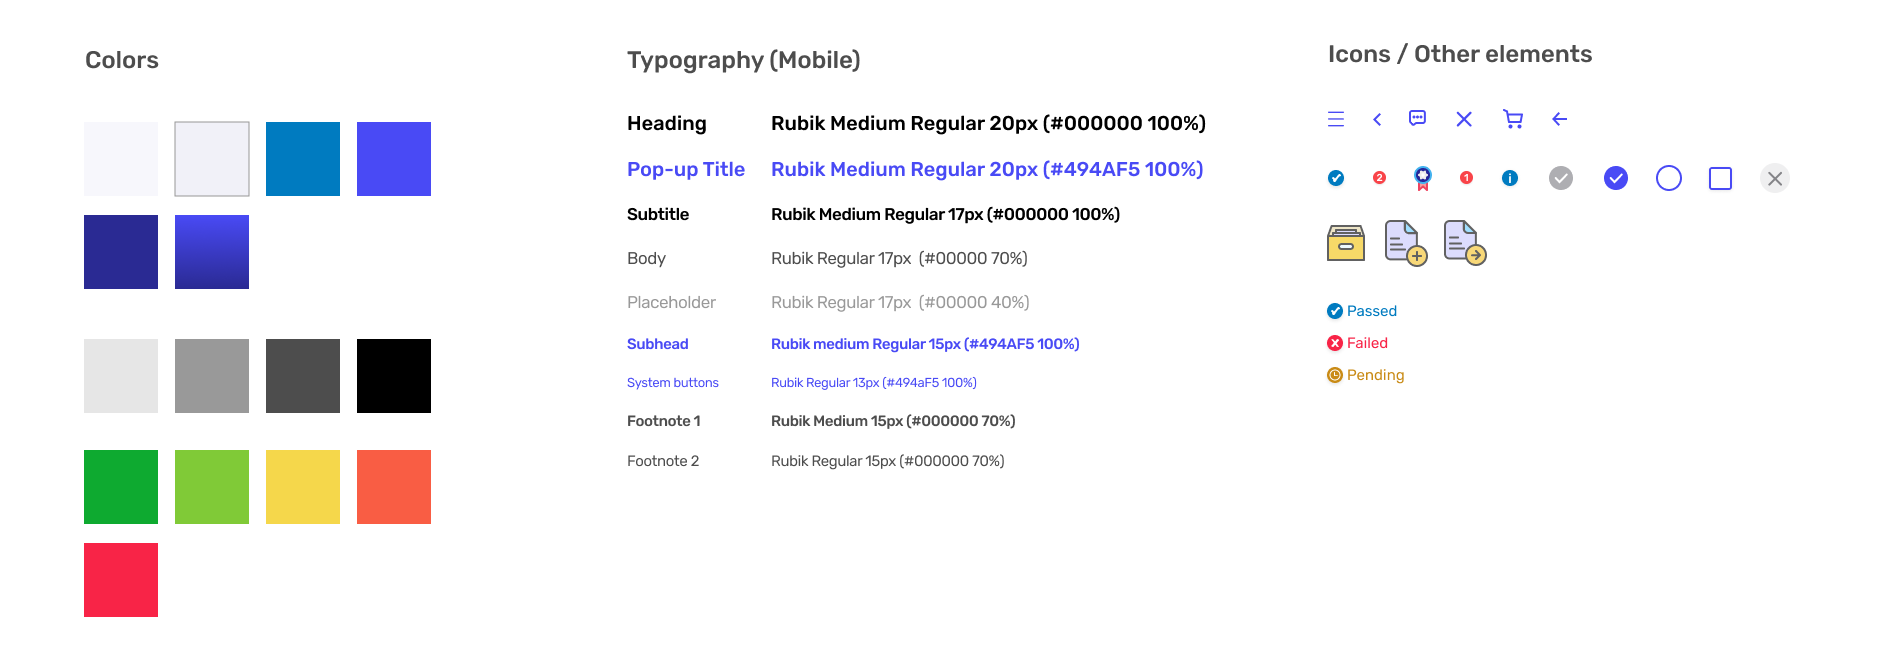 Colors
Typography (Mobile)
Heading Rubik Medium Regular 20px (#000000 100%)
Pop-up Title Rubik Medium Regular 20px (#494AF5 100%)
Subtitle Rubik Medium Regular 17px (#000000 100%)
Body Rubik Regular 17px (#00000 70%)
Placeholder Rubik Regular 17px (#00000 40%)
Subhead Rubik medium Regular 15px (#494AF5 100%)
System buttons Rubik Regular 13px (#494aF5 100%)
Footnote 1 Rubik Medium 15px (#000000 70%)
Footnote 2 Rubik Regular 15px (#000000 70%)
Icons / Other elements
2 1 i
Passed
Failed
Pending